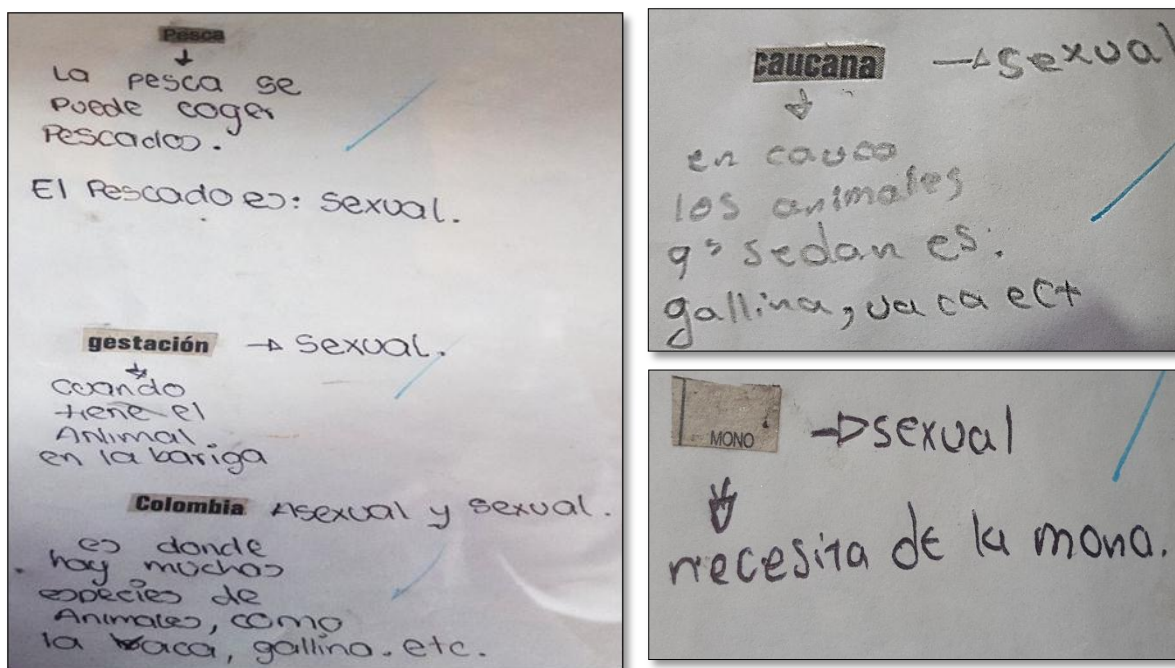 Pesca
La pesca se
puede coger
Pescados.
El Pescado es: sexual.
gestación → sexual.
cuando
tiene el
Animal.
en la bariga
Colombia Asexual y sexual.
es donde
hay muchas
especies de
Animales, como
la vaca, gallina. etc.
caucana → sexual
en cauca
los animales
qs sedan es:
gallina, vaca ect
MONO → sexual
necesita de la mona.